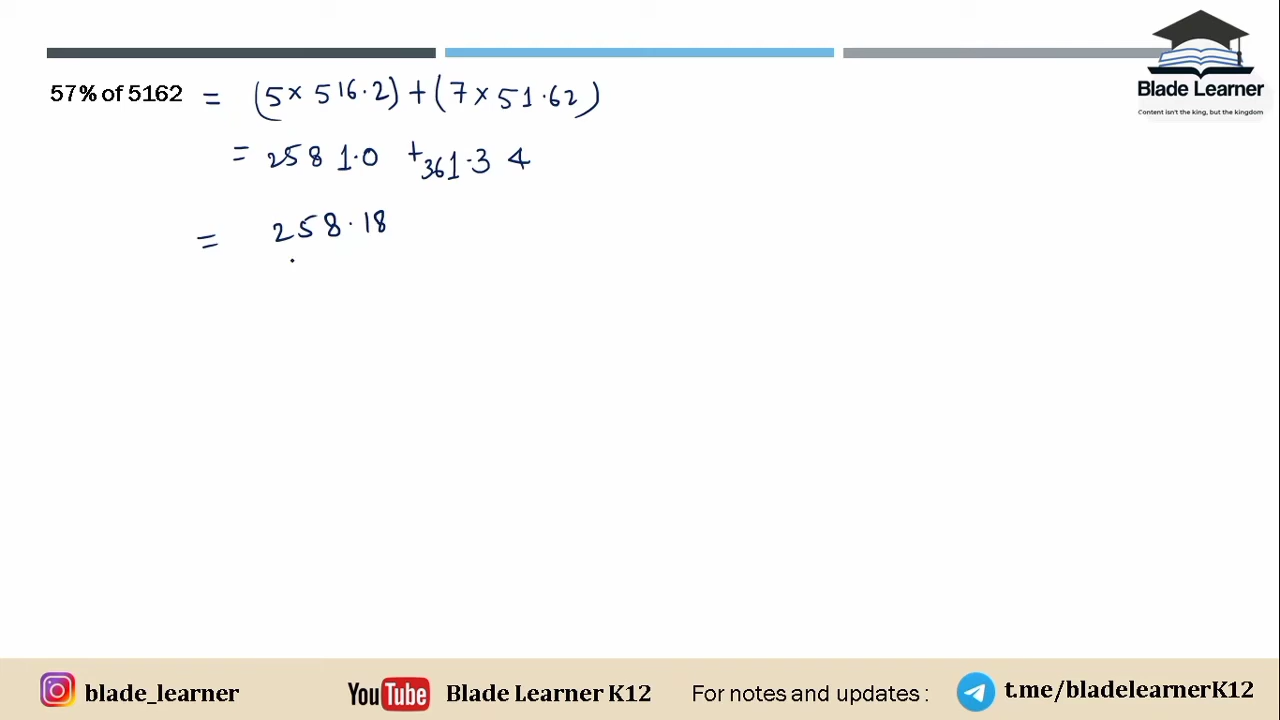 Blade Learner
Content isn't the king, but the kingdom
57% of 5162 = (5 × 516.2) + (7 × 51.62)
= 2581.0 + 361.34
= 258.18
blade_learner
YouTube Blade Learner K12
For notes and updates :
t.me/bladelearnerK12